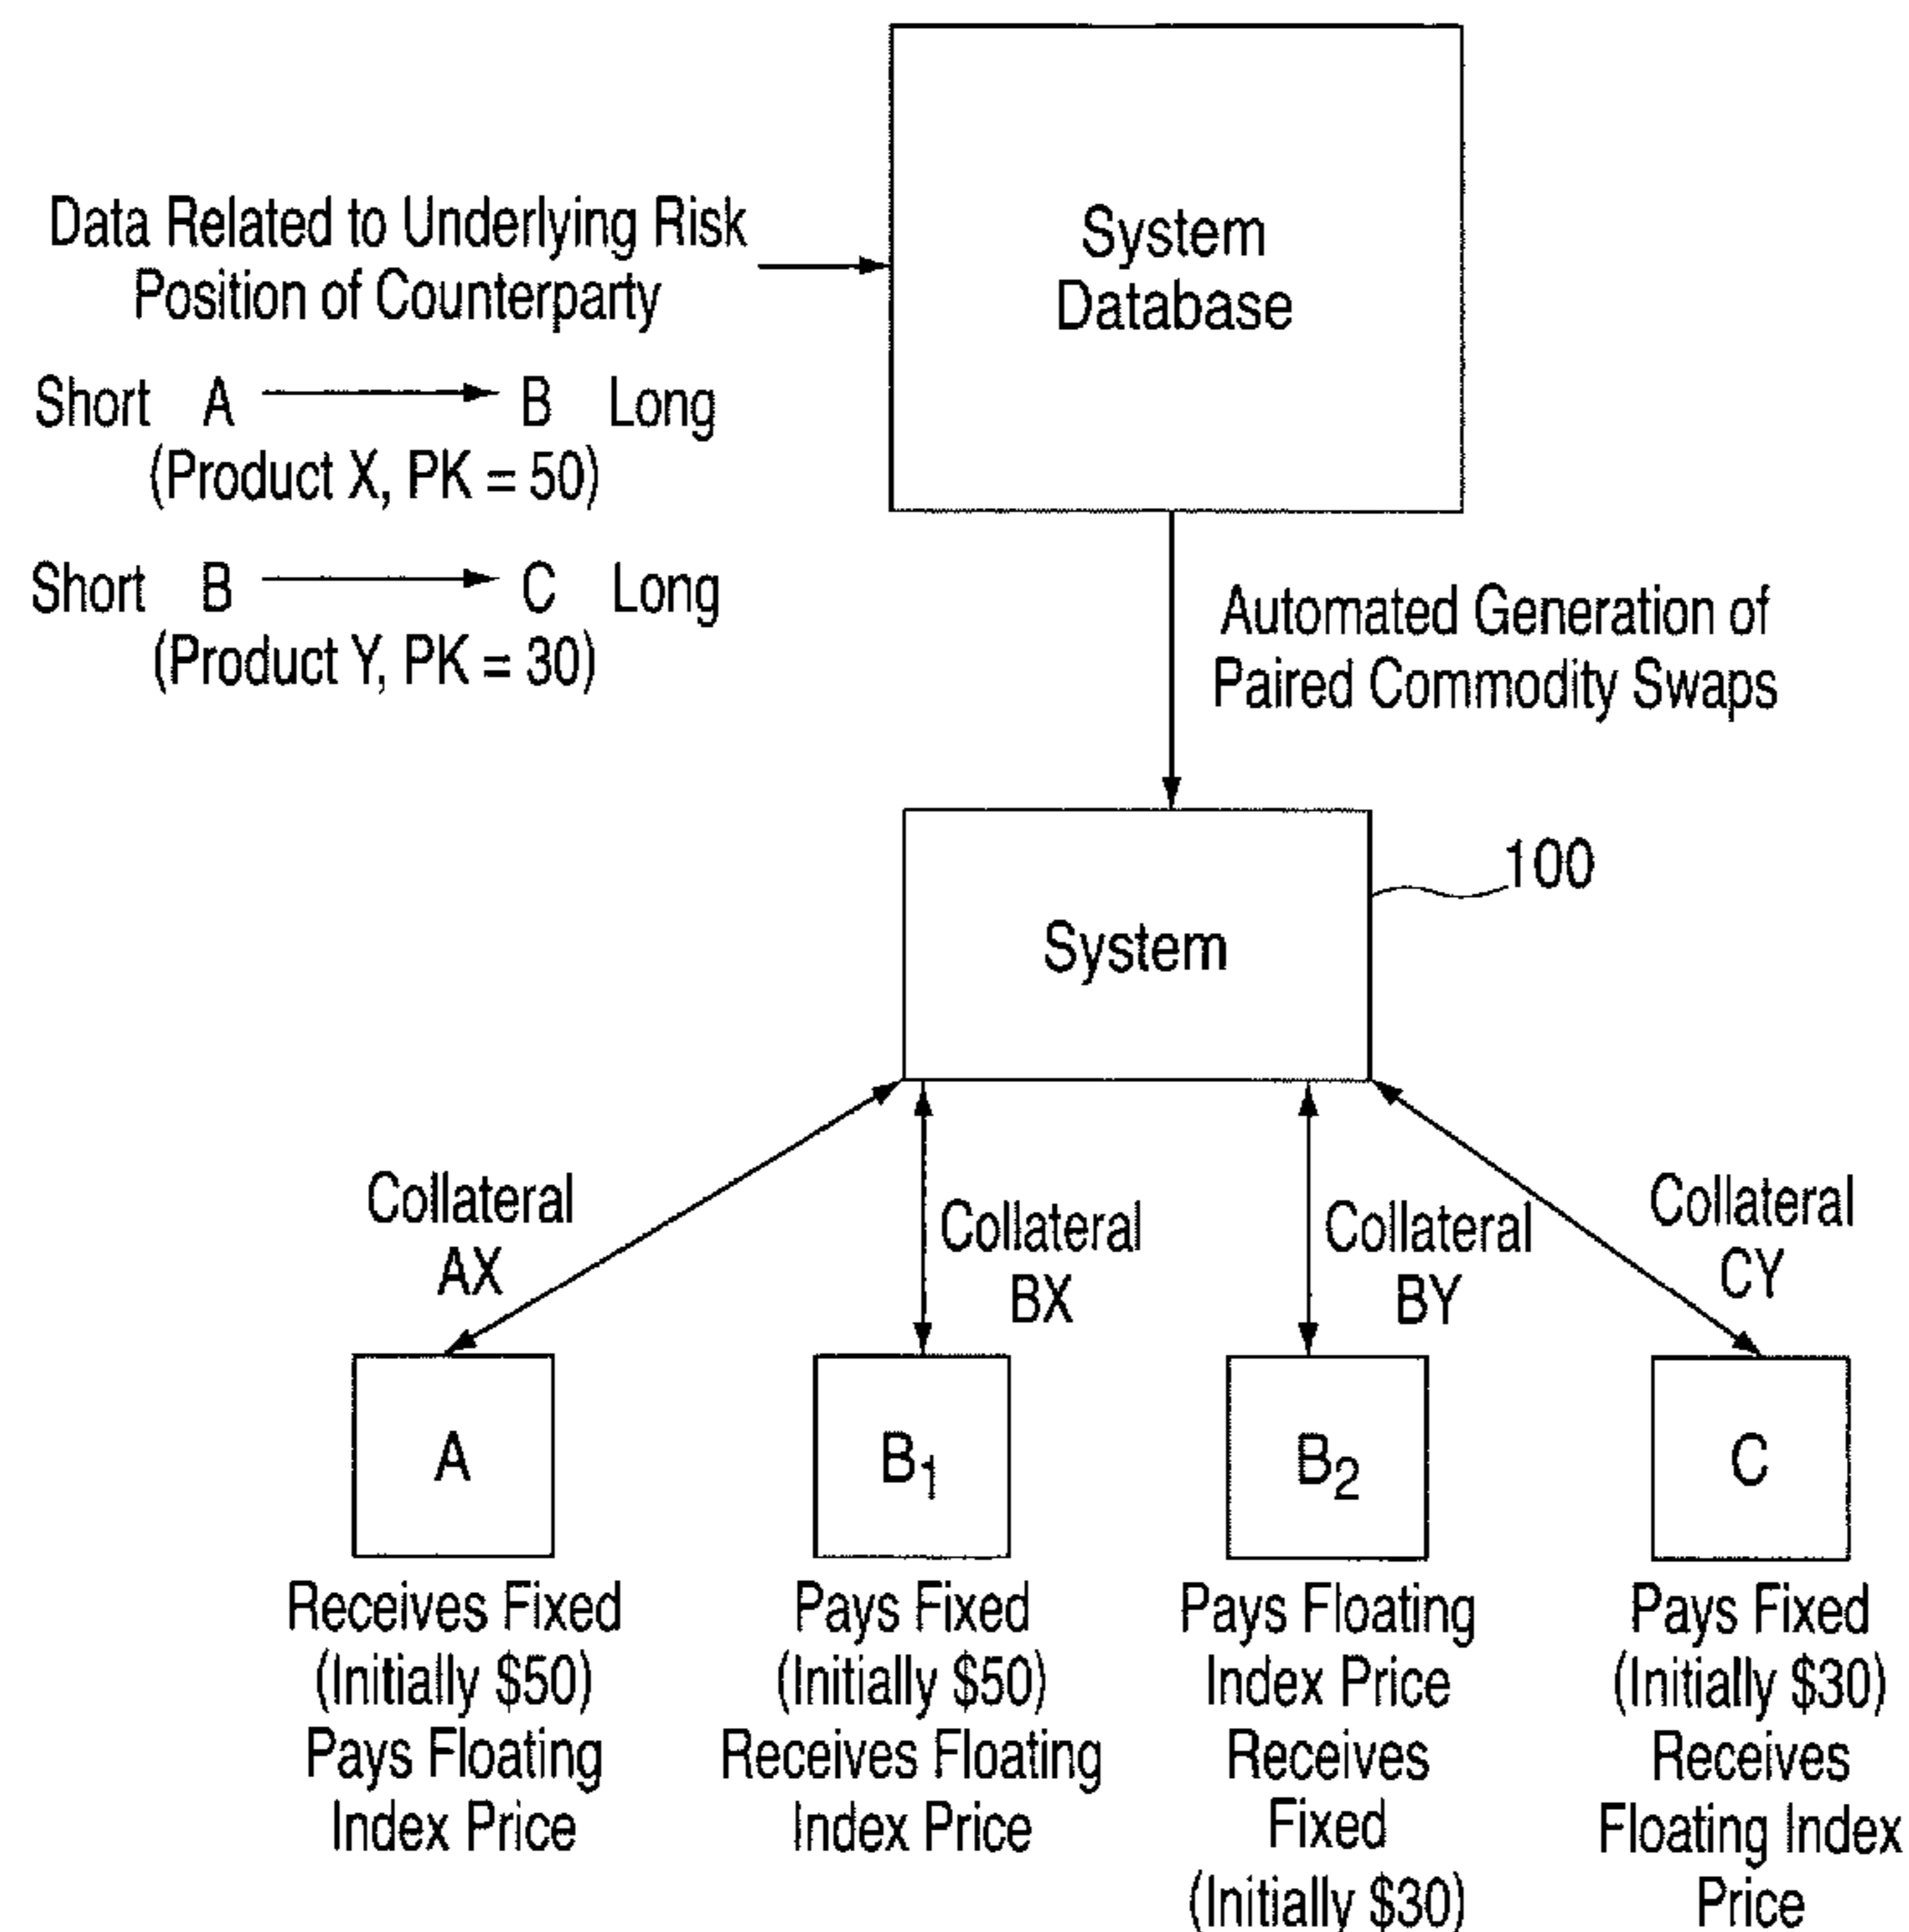 Data Related to Underlying Risk
Position of Counterparty
Short A B Long
(Product X, PK = 50)
Short B C Long
(Product Y, PK = 30)
System
Database
Automated Generation of
Paired Commodity Swaps
System
100
Collateral
AX
Collateral
BX
Collateral
BY
Collateral
CY
A
B₁
B₂
C
Receives Fixed
(Initially $50)
Pays Floating
Index Price
Pays Fixed
(Initially $50)
Receives Floating
Index Price
Pays Floating
Index Price
Receives
Fixed
(Initially $30)
Pays Fixed
(Initially $30)
Receives
Floating Index
Price